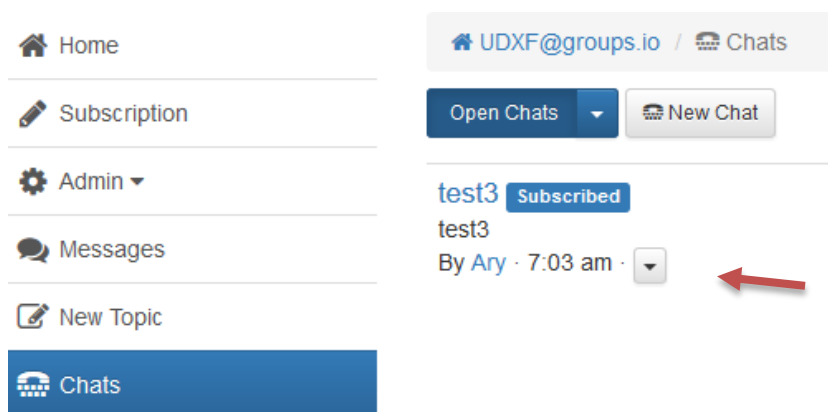 Home
Subscription
Admin
Messages
New Topic
Chats
UDXF@groups.io / Chats
Open Chats
New Chat
test3 Subscribed
test3
By Ary · 7:03 am ·